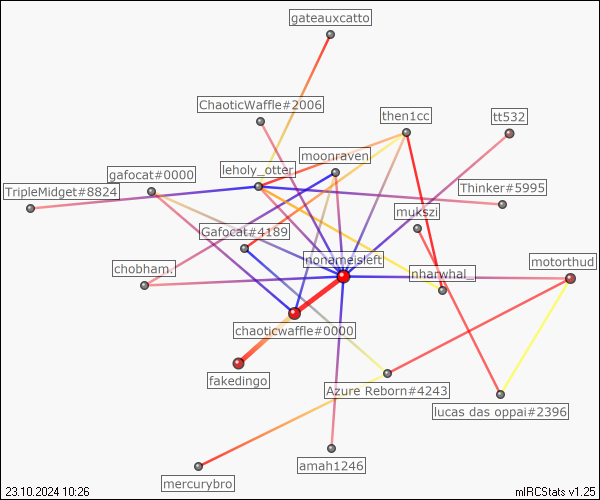 gateauxcatto
ChaoticWaffle#2006
then1cc
tt532
moonraven
leholy_otter
gafocat#0000
TripleMidget#8824
Thinker#5995
mukszi
Gafocat#4189
nonameisleft
motorthud
chobham.
nharwhal_
chaoticwaffle#0000
fakedingo
Azure Reborn#4243
lucas das oppai#2396
amah1246
mercurybro
23.10.2024 10:26
mIRCStats v1.25